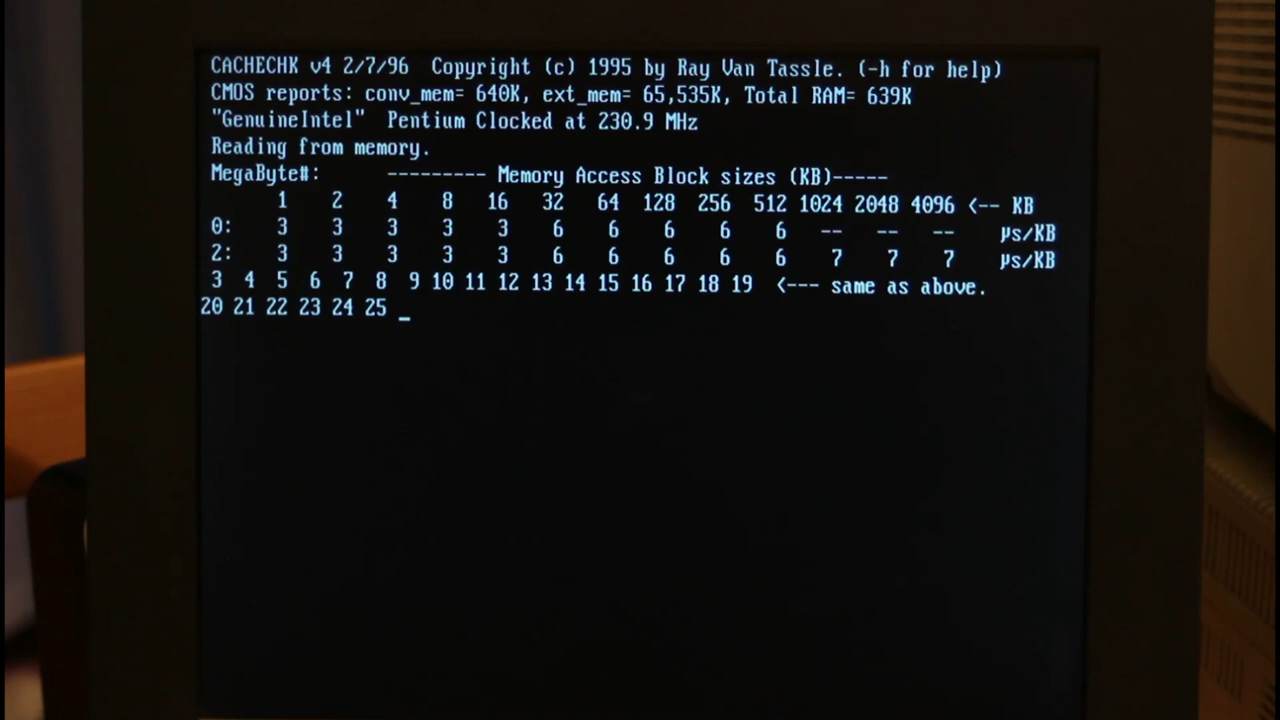 CACHECHK v4 2/7/96  Copyright (c) 1995 by Ray Van Tassle. (-h for help)
CMOS reports: conv_mem= 640K, ext_mem= 65,535K, Total RAM= 639K
"GenuineIntel"  Pentium Clocked at 230.9 MHz
Reading from memory.
MegaByte#:      --------- Memory Access Block sizes (KB)-----
1    2    4    8   16   32   64  128  256  512 1024 2048 4096 <-- KB
0:    3    3    3    3    3    6    6    6    6    6   --   --   --    µs/KB
2:    3    3    3    3    3    6    6    6    6    6    7    7    7    µs/KB
3  4  5  6  7  8  9 10 11 12 13 14 15 16 17 18 19  <--- same as above.
20 21 22 23 24 25 _